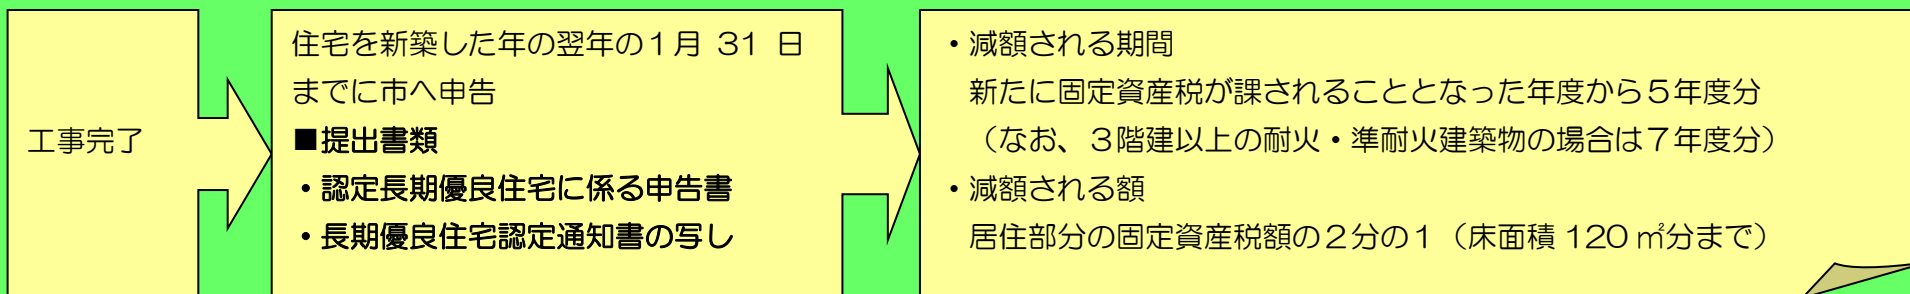 工事完了
住宅を新築した年の翌年の１月 31 日
までに市へ申告
■提出書類
・認定長期優良住宅に係る申告書
・長期優良住宅認定通知書の写し
・減額される期間
新たに固定資産税が課されることとなった年度から５年度分
（なお、３階建以上の耐火・準耐火建築物の場合は７年度分）
・減額される額
居住部分の固定資産税額の２分の１（床面積 120 ㎡分まで）